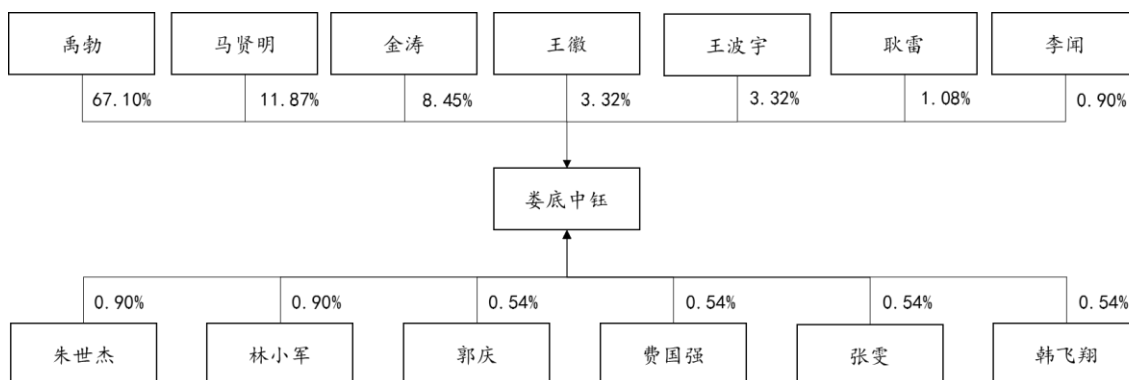 禹勃 马贤明 金涛 王徽 王波宇 耿雷 李闻
67.10% 11.87% 8.45% 3.32% 3.32% 1.08% 0.90%
娄底中钰
0.90% 0.90% 0.54% 0.54% 0.54% 0.54%
朱世杰 林小军 郭庆 费国强 张雯 韩飞翔